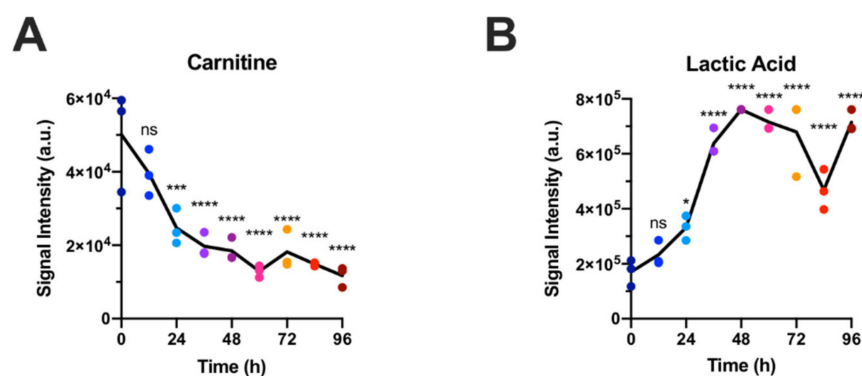 A
Carnitine
Signal Intensity (a.u.)
6×10⁴
4×10⁴
2×10⁴
0
ns
***
****
****
****
****
****
****
0 24 48 72 96
Time (h)
B
Lactic Acid
Signal Intensity (a.u.)
8×10⁵
6×10⁵
4×10⁵
2×10⁵
0
ns
*
****
****
****
****
****
****
0 24 48 72 96
Time (h)